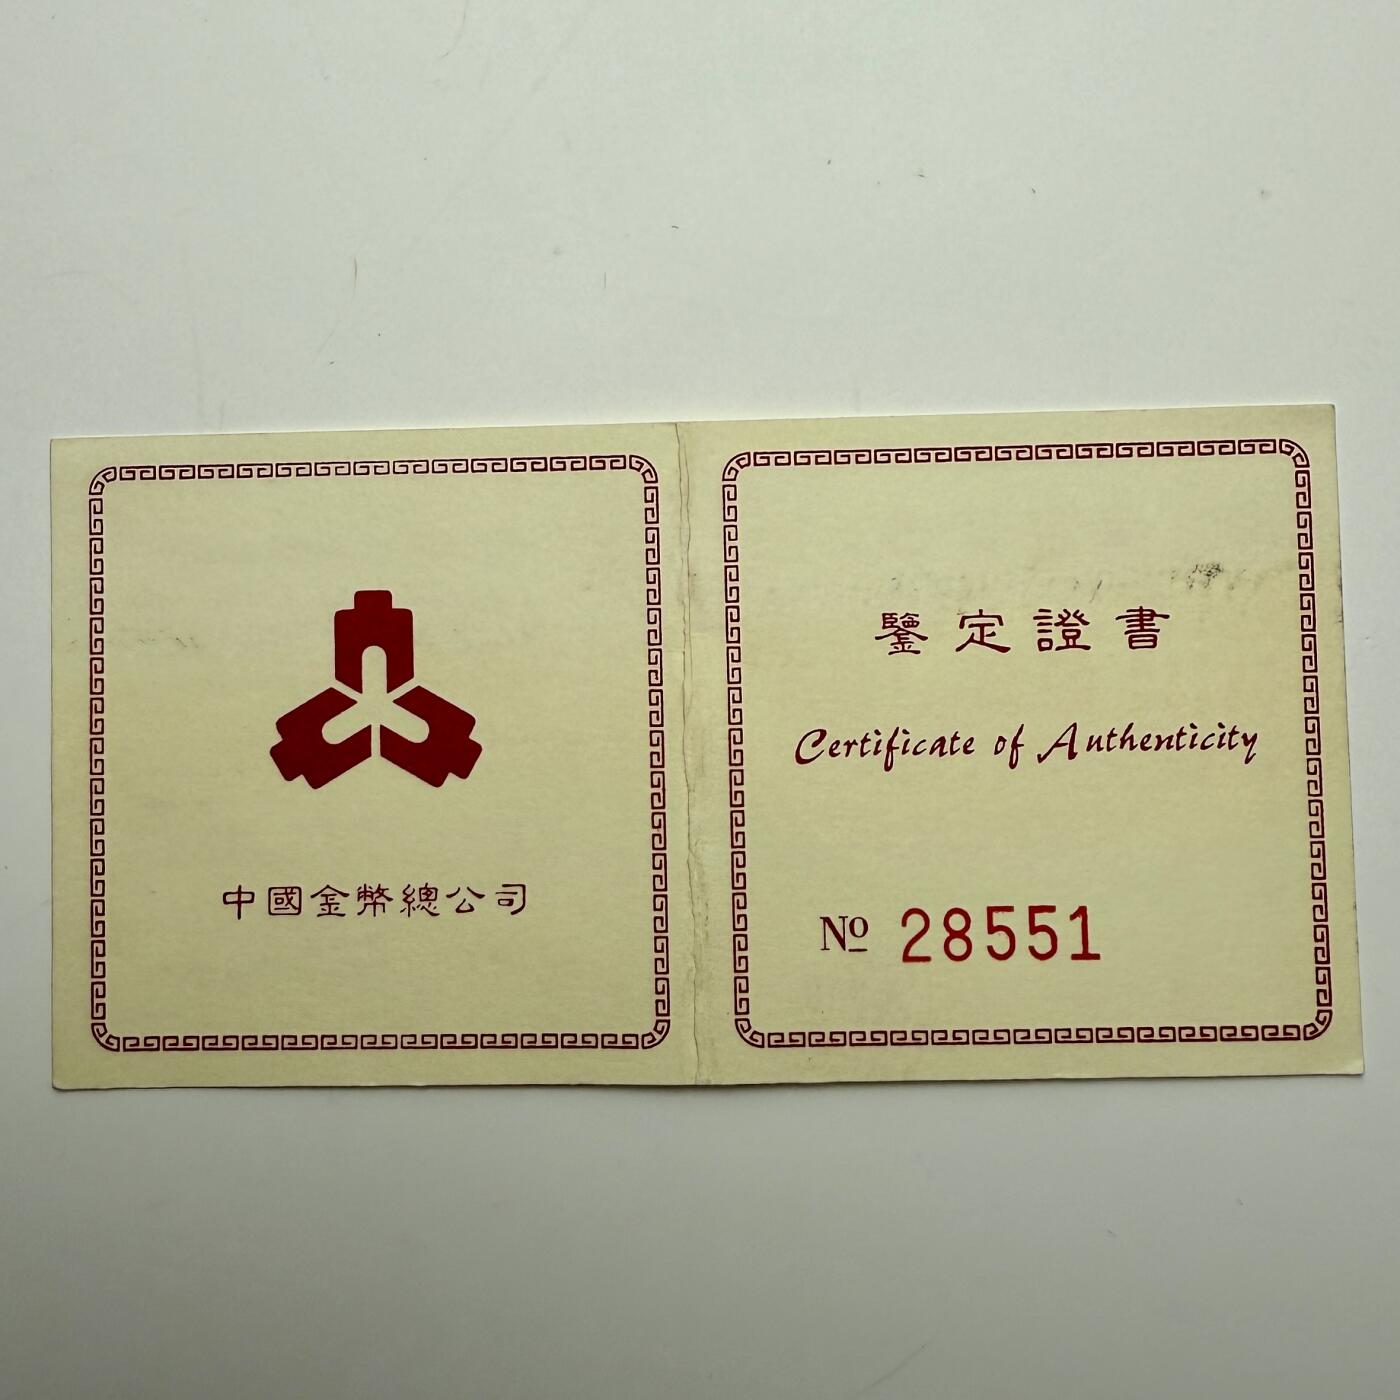 中國金幣總公司
鑒定證書
Certificate of Authenticity
№ 28551